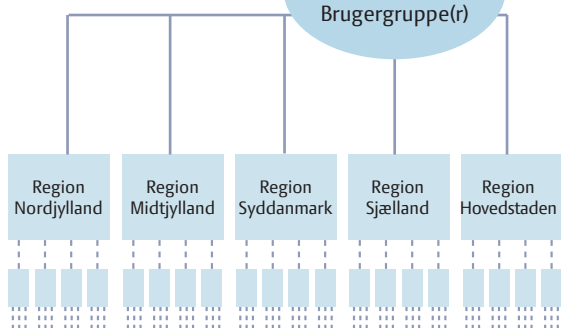 Brugergruppe(r)
Region
Nordjylland
Region
Midtjylland
Region
Syddanmark
Region
Sjælland
Region
Hovedstaden